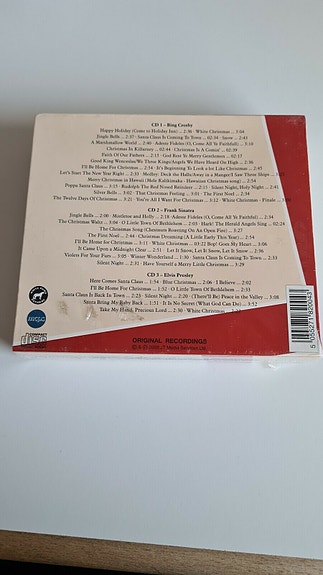 CD 1 - Bing Crosby
Happy Holiday (Come to Holiday Inn) ... 2:36 · White Christmas ... 3:04
Jingle Bells ... 2:37 · Santa Claus Is Coming To Town ... 02:34 · Snow ... 2:43
A Marshmallow World ... 2:40 · Adeste Fideles (O, Come All Ye Faithful) ... 3:10
Christmas In Killarney ... 02:44 · Christmas Is A Comin' ... 02:39
Faith Of Our Fathers ... 2:15 · God Rest Ye Merry Gentlemen ... 02:17
Good King Wenceslas/We Three Kings/Angels We Have Heard On High ... 3:36
I'll Be Home For Christmas ... 2:54 · It's Beginning To Look Like Christmas ... 2:47
Let's Start The New Year Right ... 2:33 · Medley: Deck the Halls/Away in a Manger/I Saw Three Ships ...
Merry Christmas in Hawaii (Mele Kalikimaka - Hawaiian Christmas song) ... 2:54
Poppa Santa Claus ... 3:15 · Rudolph The Red Nosed Reindeer ... 2:15 · Silent Night, Holy Night ... 2:41
Silver Bells ... 3:02 · That Christmas Feeling ... 3:01 · The First Noel ... 2:34
The Twelve Days Of Christmas ... 3:21 · You're All I Want For Christmas ... 3:12 · White Christmas - Finale
CD 2 - Frank Sinatra
Jingle Bells ... 2:00 · Mistletoe and Holly ... 2:18 · Adeste Fideles (O, Come All Ye Faithful) ... 2:34
The Christmas Waltz ... 3:04 · O Little Town Of Bethlehem ... 2:03 · Hark! The Herald Angels Sing ... 02:24
The Christmas Song (Chestnuts Roasting On An Open Fire) ... 3:27
The First Noel ... 2:44 · Christmas Dreaming (A Little Early This Year) ... 2:54
I'll Be Home for Christmas ... 3:11 · White Christmas ... 03:22 Bop! Goes My Heart ... 3:06
It Came Upon a Midnight Clear ... 2:51 · Let It Snow, Let It Snow, Let It Snow ... 2:36
Violets For Your Furs ... 3:05 · Winter Wonderland ... 1:30 · Santa Claus Is Coming To Town ... 2:33
Silent Night ... 2:31 · Have Yourself a Merry Little Christmas ... 3:29
CD 3 - Elvis Presley
Here Comes Santa Claus ... 1:54 · Blue Christmas ... 2:06 · I Believe ... 2:02
I'll Be Home For Christmas ... 1:52 · O Little Town Of Bethlehem ... 2:33
Santa Claus Is Back In Town ... 2:23 · Silent Night ... 2:20 · (There'll Be) Peace in the Valley ... 3:18
Santa Bring My Baby Back ... 1:51 · It Is No Secret (What God Can Do) ... 3:52
Take My Hand, Precious Lord ... 2:30 · White Christmas
COMPACT
disc
ORIGINAL RECORDINGS
5 035271 820043